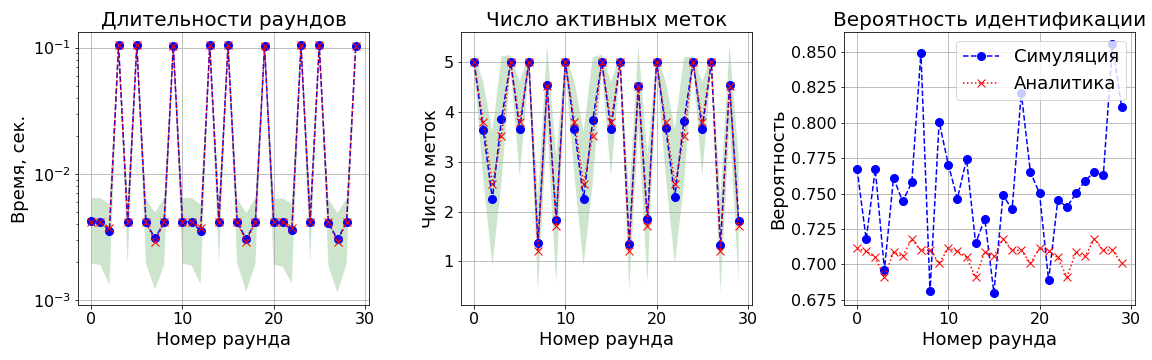 Длительности раундов
Время, сек.
10⁻¹
10⁻²
10⁻³
0 10 20 30
Номер раунда
Число активных меток
Число меток
5
4
3
2
1
0 10 20 30
Номер раунда
Вероятность идентификации
Вероятность
0.850
0.825
0.800
0.775
0.750
0.725
0.700
0.675
Симуляция
Аналитика
0 10 20 30
Номер раунда